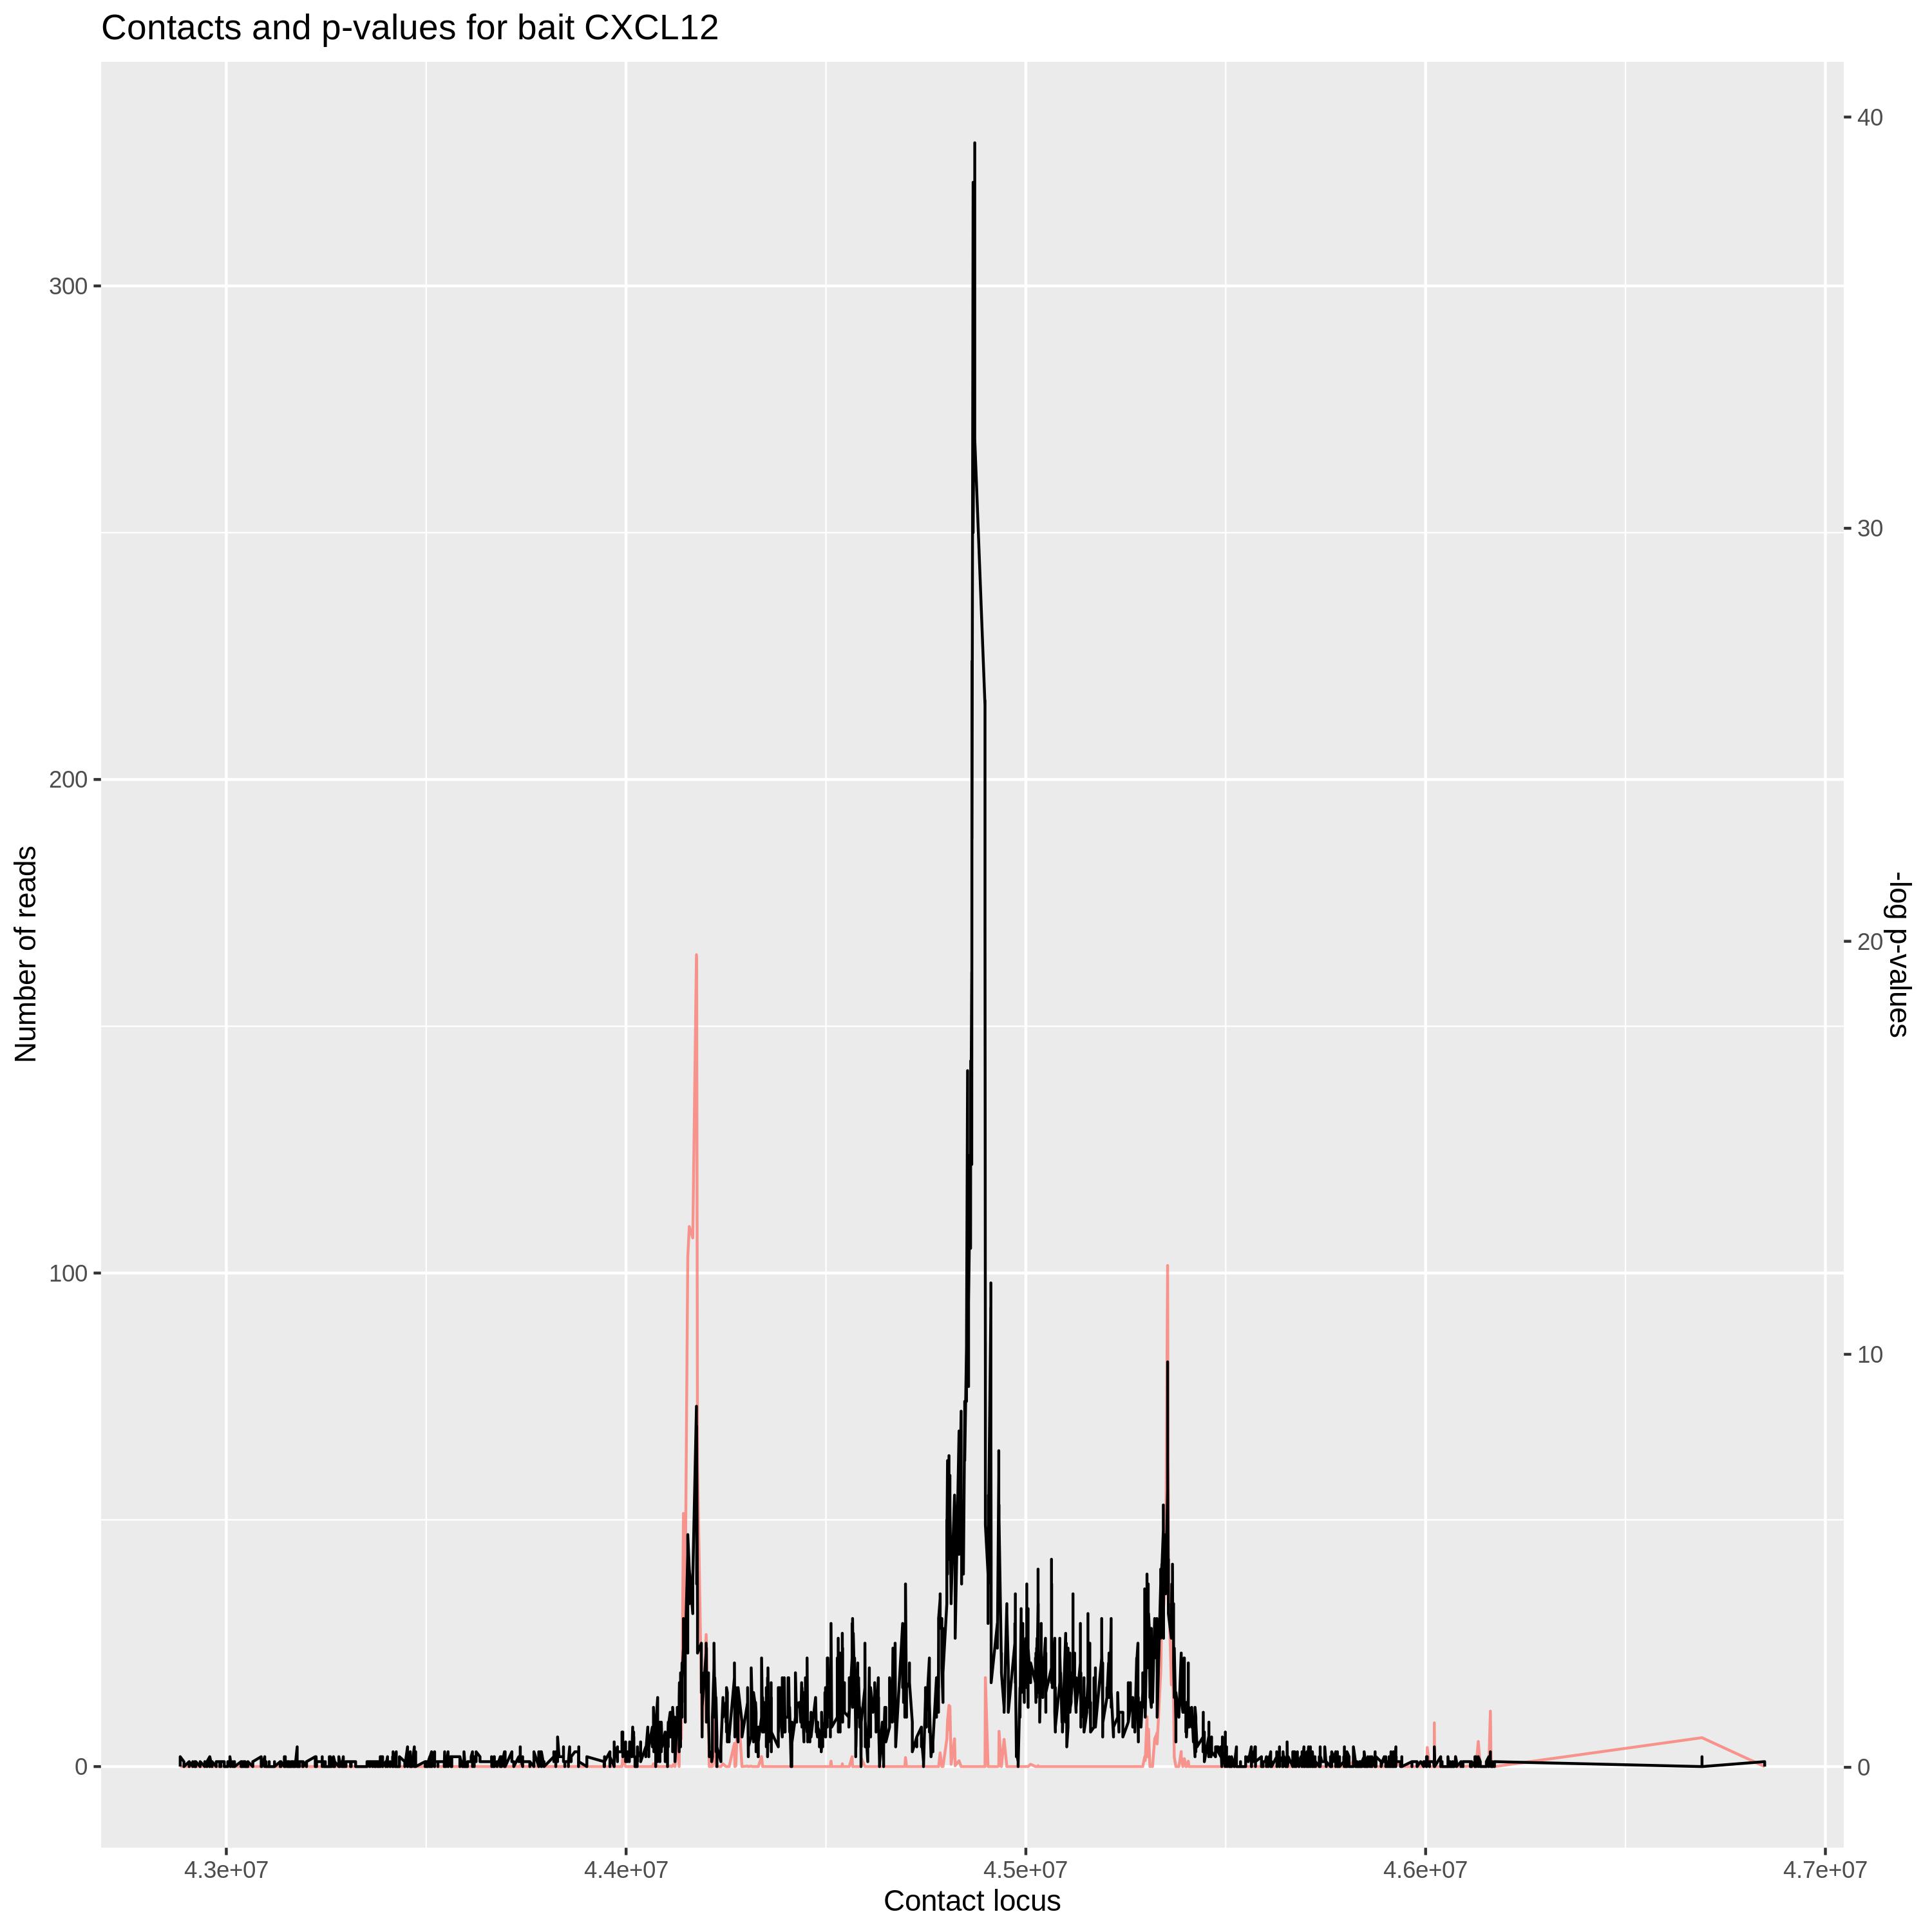 Contacts and p-values for bait CXCL12
Number of reads
300
200
100
0
40
30
20
10
0
-log p-values
4.3e+07
4.4e+07
4.5e+07
4.6e+07
4.7e+07
Contact locus